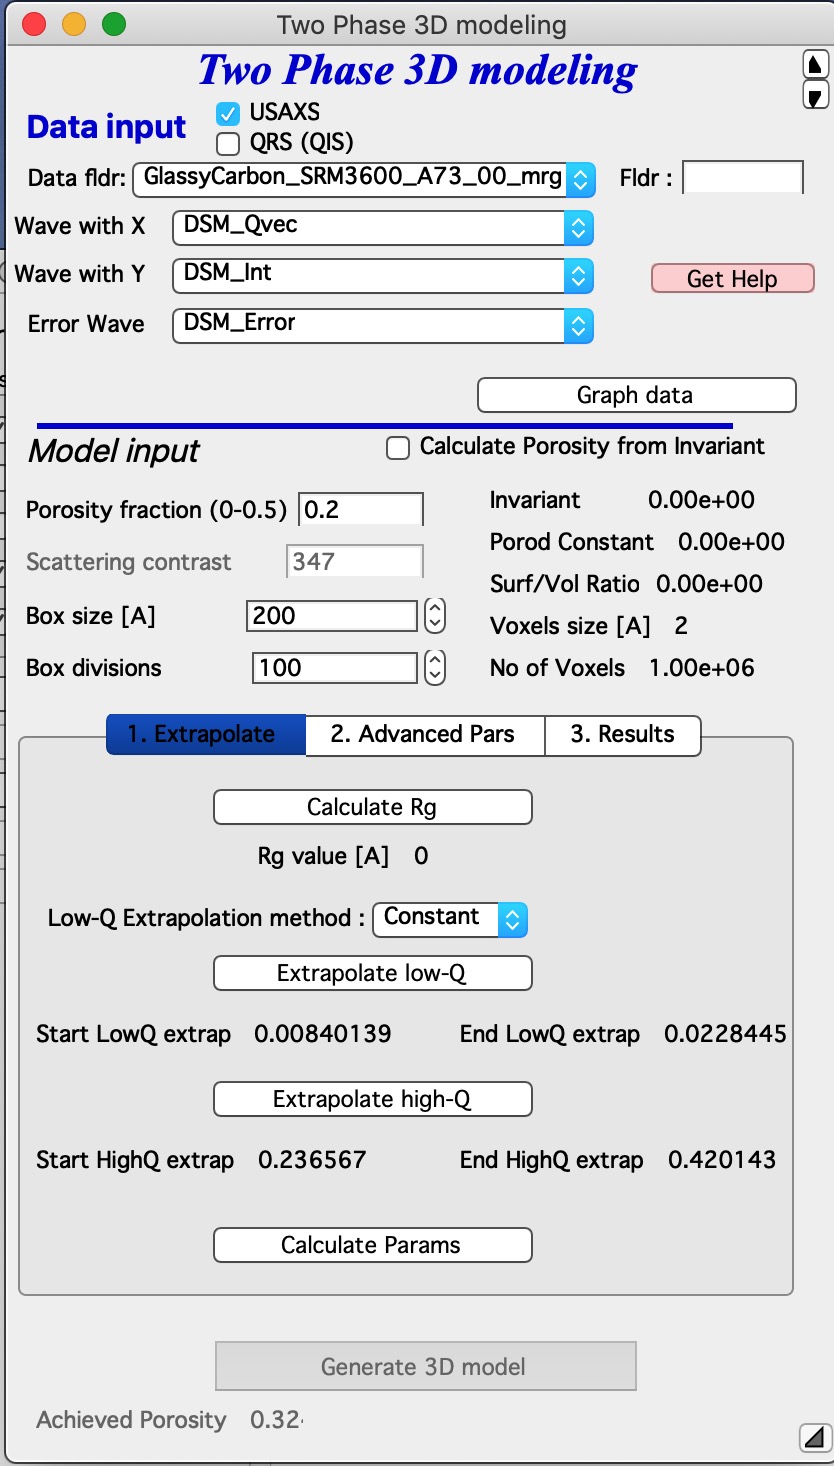 Two Phase 3D modeling
Two Phase 3D modeling
Data input
USAXS
QRS (QIS)
Data fldr: GlassyCarbon_SRM3600_A73_00_mrg Fldr :
Wave with X DSM_Qvec
Wave with Y DSM_Int
Get Help
Error Wave DSM_Error
Graph data
Model input
Calculate Porosity from Invariant
Porosity fraction (0-0.5) 0.2
Invariant 0.00e+00
Scattering contrast 347
Porod Constant 0.00e+00
Surf/Vol Ratio 0.00e+00
Box size [A] 200
Voxels size [A] 2
Box divisions 100
No of Voxels 1.00e+06
1. Extrapolate 2. Advanced Pars 3. Results
Calculate Rg
Rg value [A] 0
Low-Q Extrapolation method : Constant
Extrapolate low-Q
Start LowQ extrap 0.00840139 End LowQ extrap 0.0228445
Extrapolate high-Q
Start HighQ extrap 0.236567 End HighQ extrap 0.420143
Calculate Params
Generate 3D model
Achieved Porosity 0.32